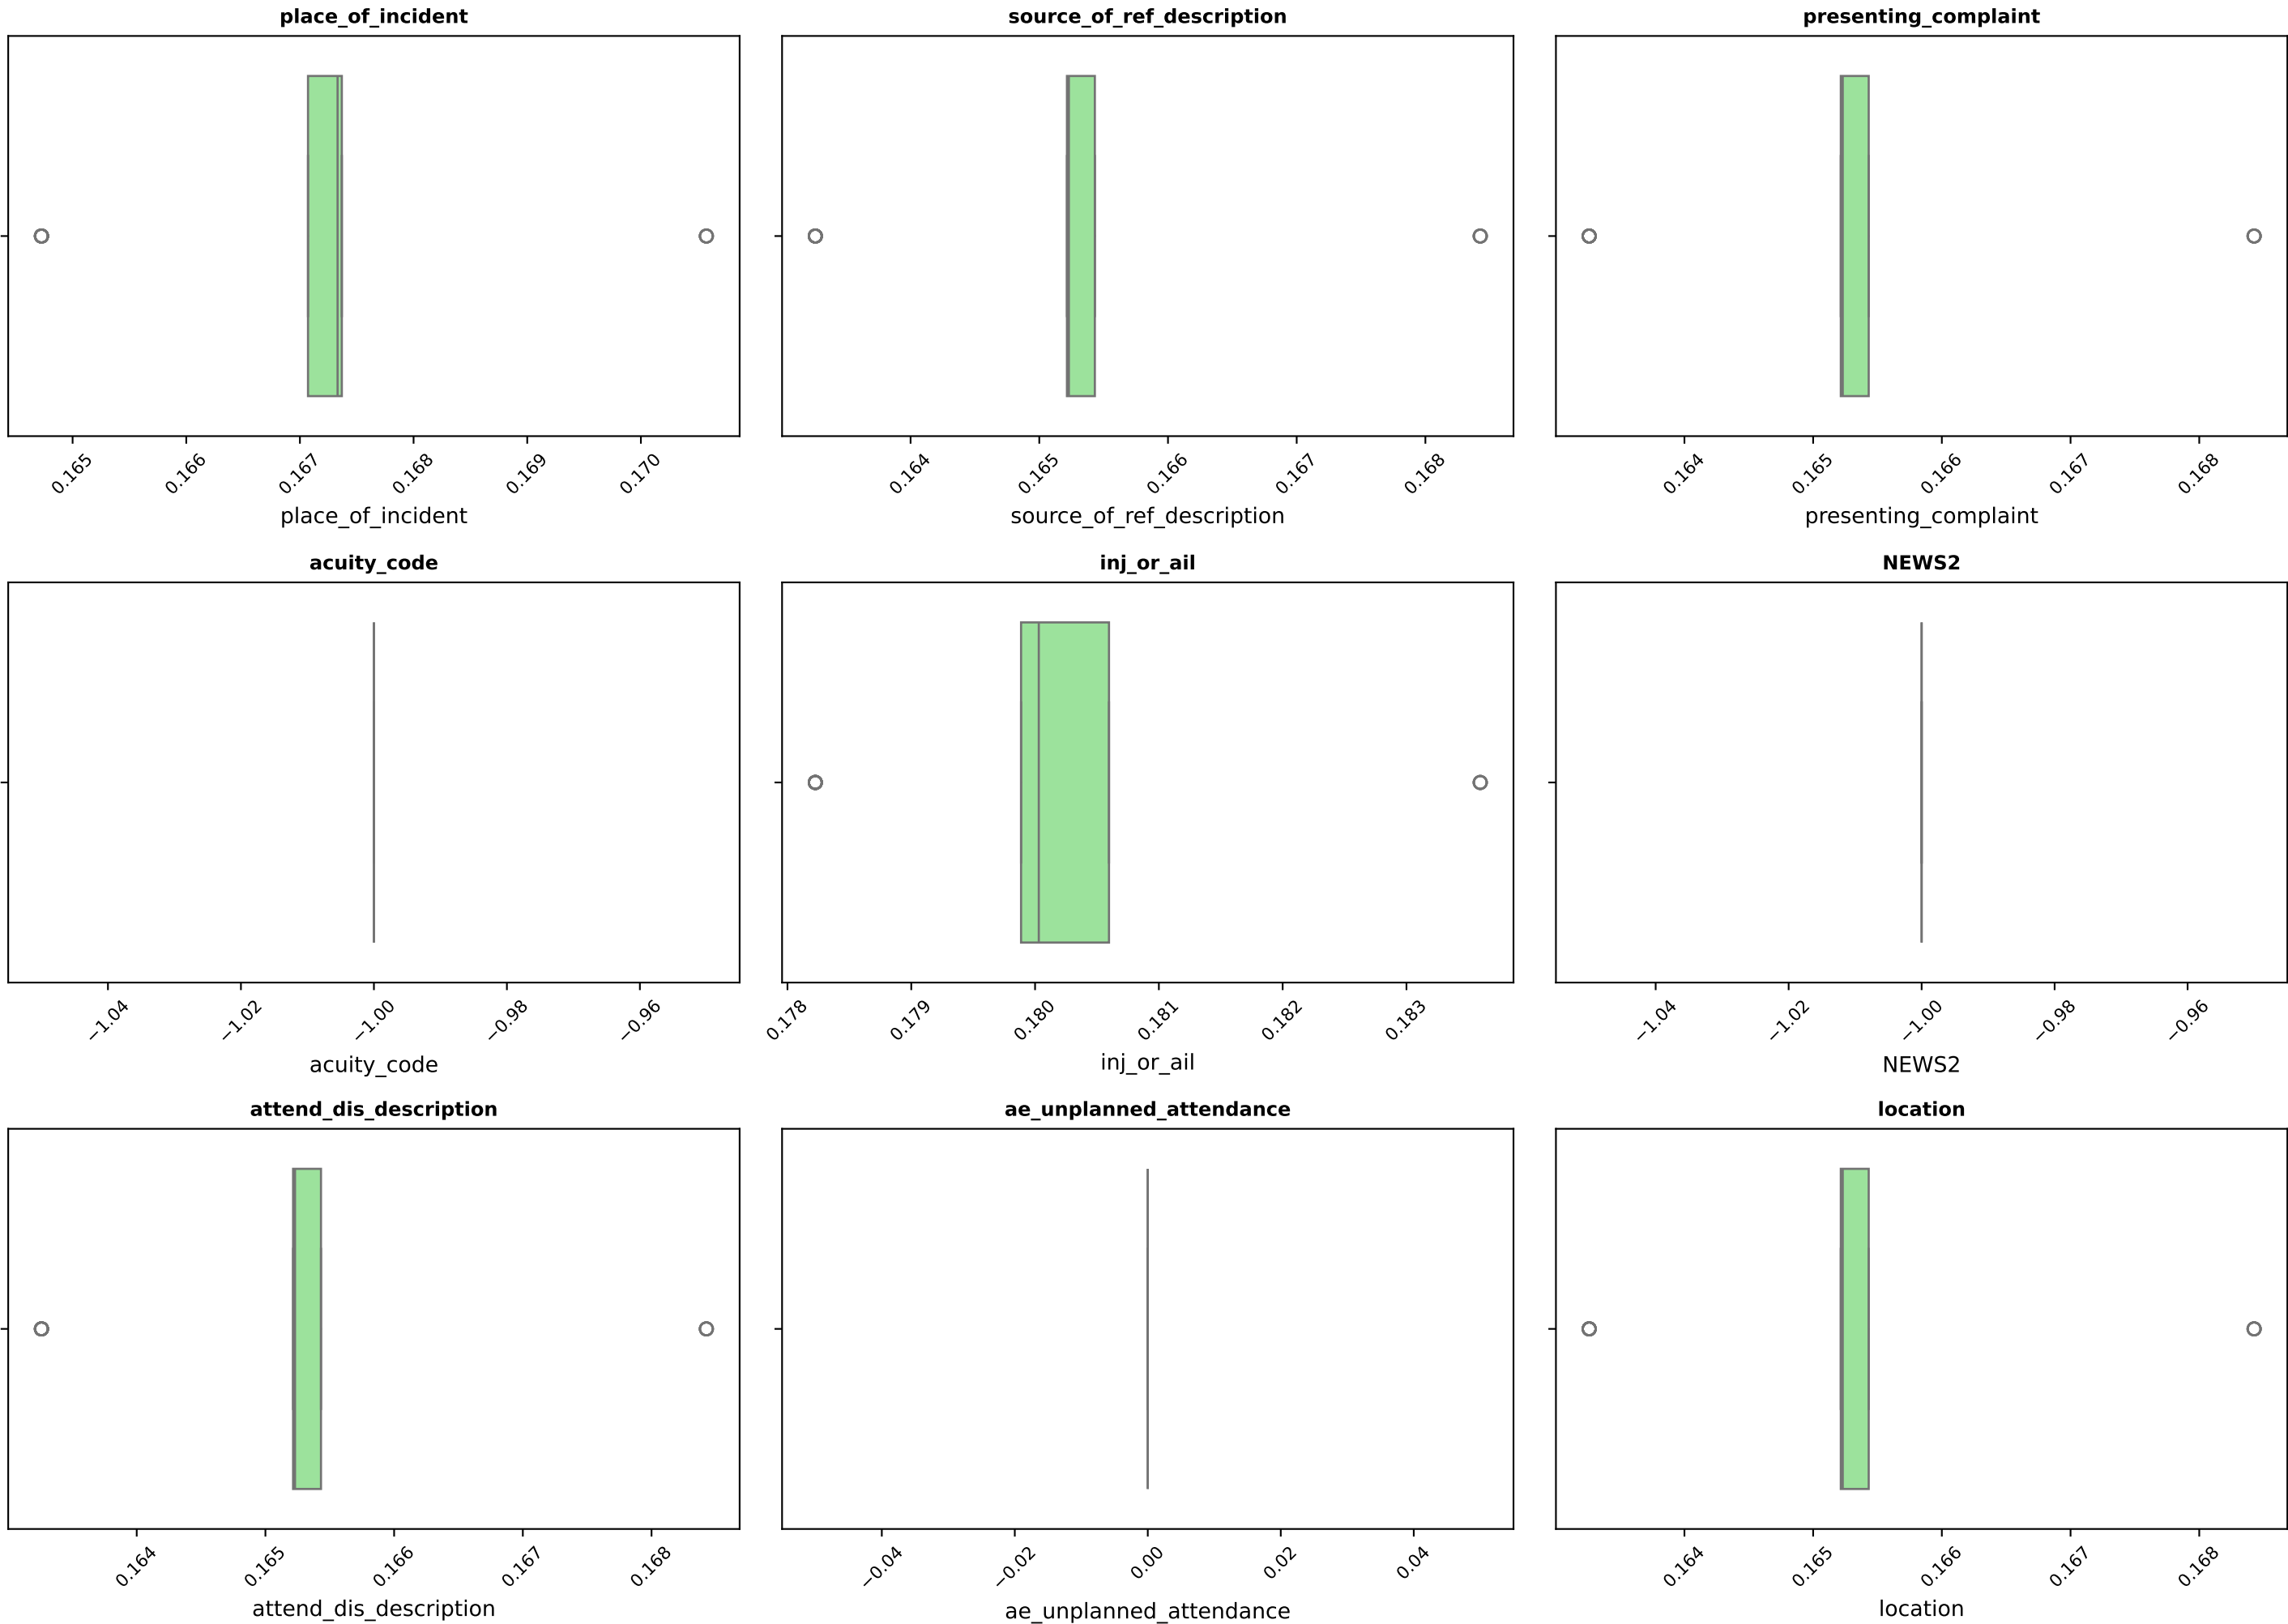 place_of_incident
source_of_ref_description
presenting_complaint
0.165 0.166 0.167 0.168 0.169 0.170
0.164 0.165 0.166 0.167 0.168
0.164 0.165 0.166 0.167 0.168
place_of_incident
source_of_ref_description
presenting_complaint
acuity_code
inj_or_ail
NEWS2
−1.04 −1.02 −1.00 −0.98 −0.96
0.178 0.179 0.180 0.181 0.182 0.183
−1.04 −1.02 −1.00 −0.98 −0.96
acuity_code
inj_or_ail
NEWS2
attend_dis_description
ae_unplanned_attendance
location
0.164 0.165 0.166 0.167 0.168
−0.04 −0.02 0.00 0.02 0.04
0.164 0.165 0.166 0.167 0.168
attend_dis_description
ae_unplanned_attendance
location